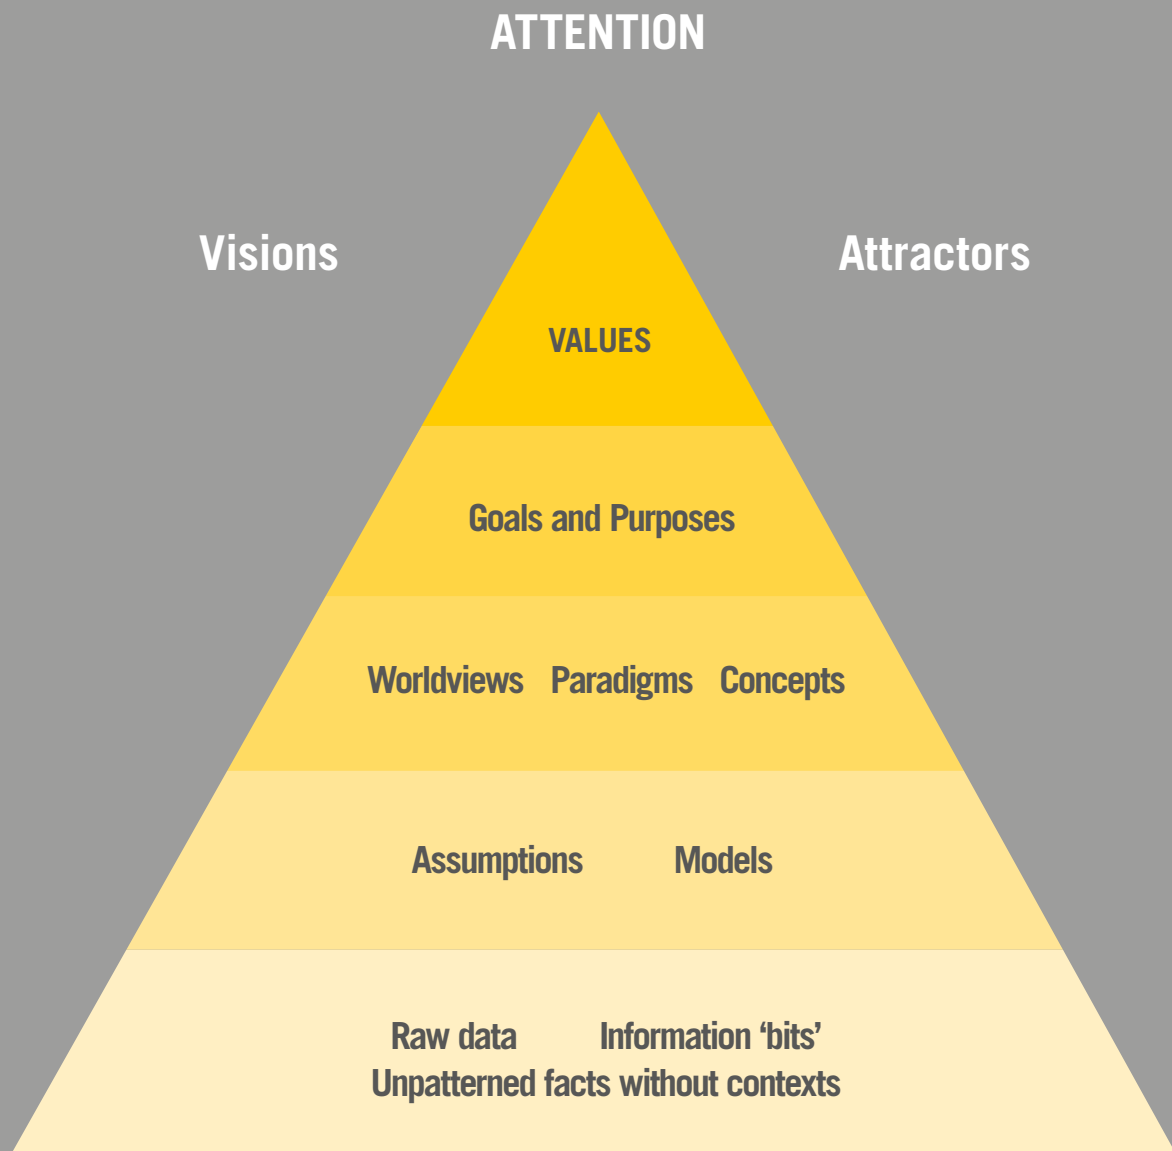 ATTENTION
Visions Attractors
VALUES
Goals and Purposes
Worldviews Paradigms Concepts
Assumptions Models
Raw data Information ‘bits’
Unpatterned facts without contexts